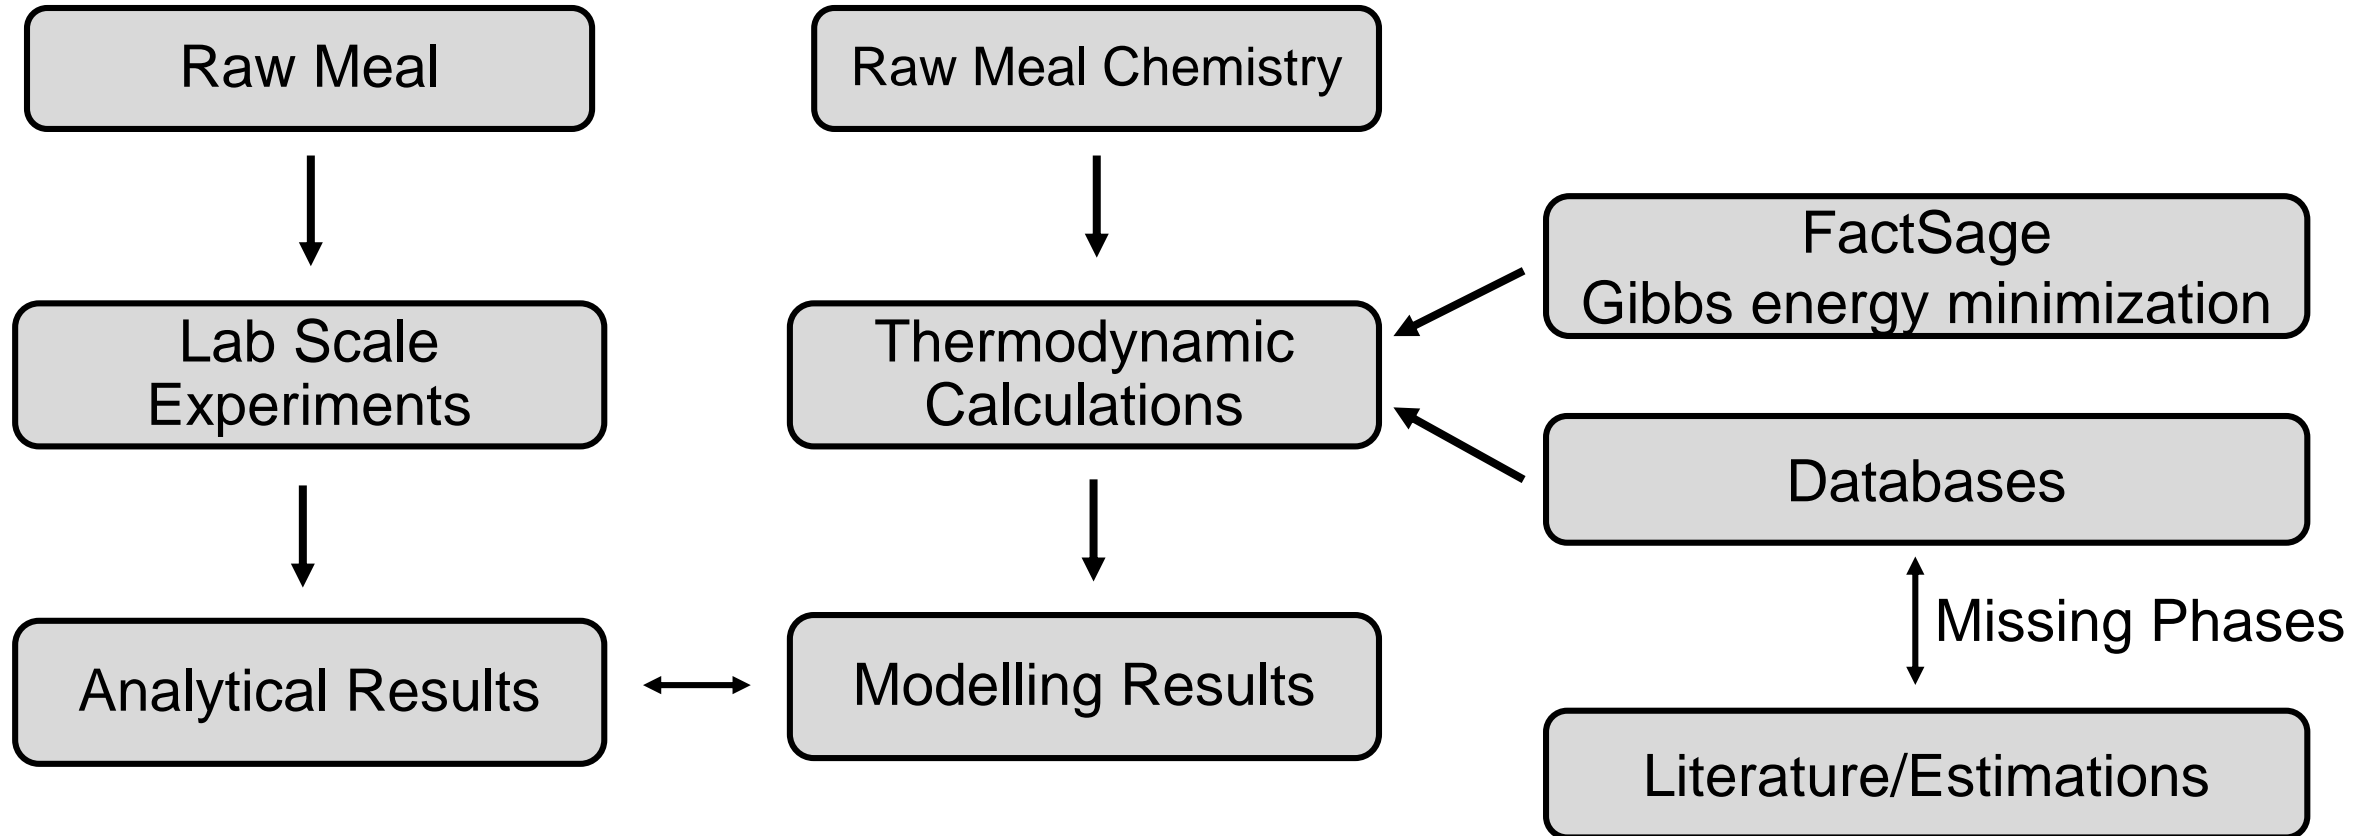 Raw Meal
Raw Meal Chemistry
FactSage
Gibbs energy minimization
Lab Scale
Experiments
Thermodynamic
Calculations
Databases
Missing Phases
Analytical Results
Modelling Results
Literature/Estimations